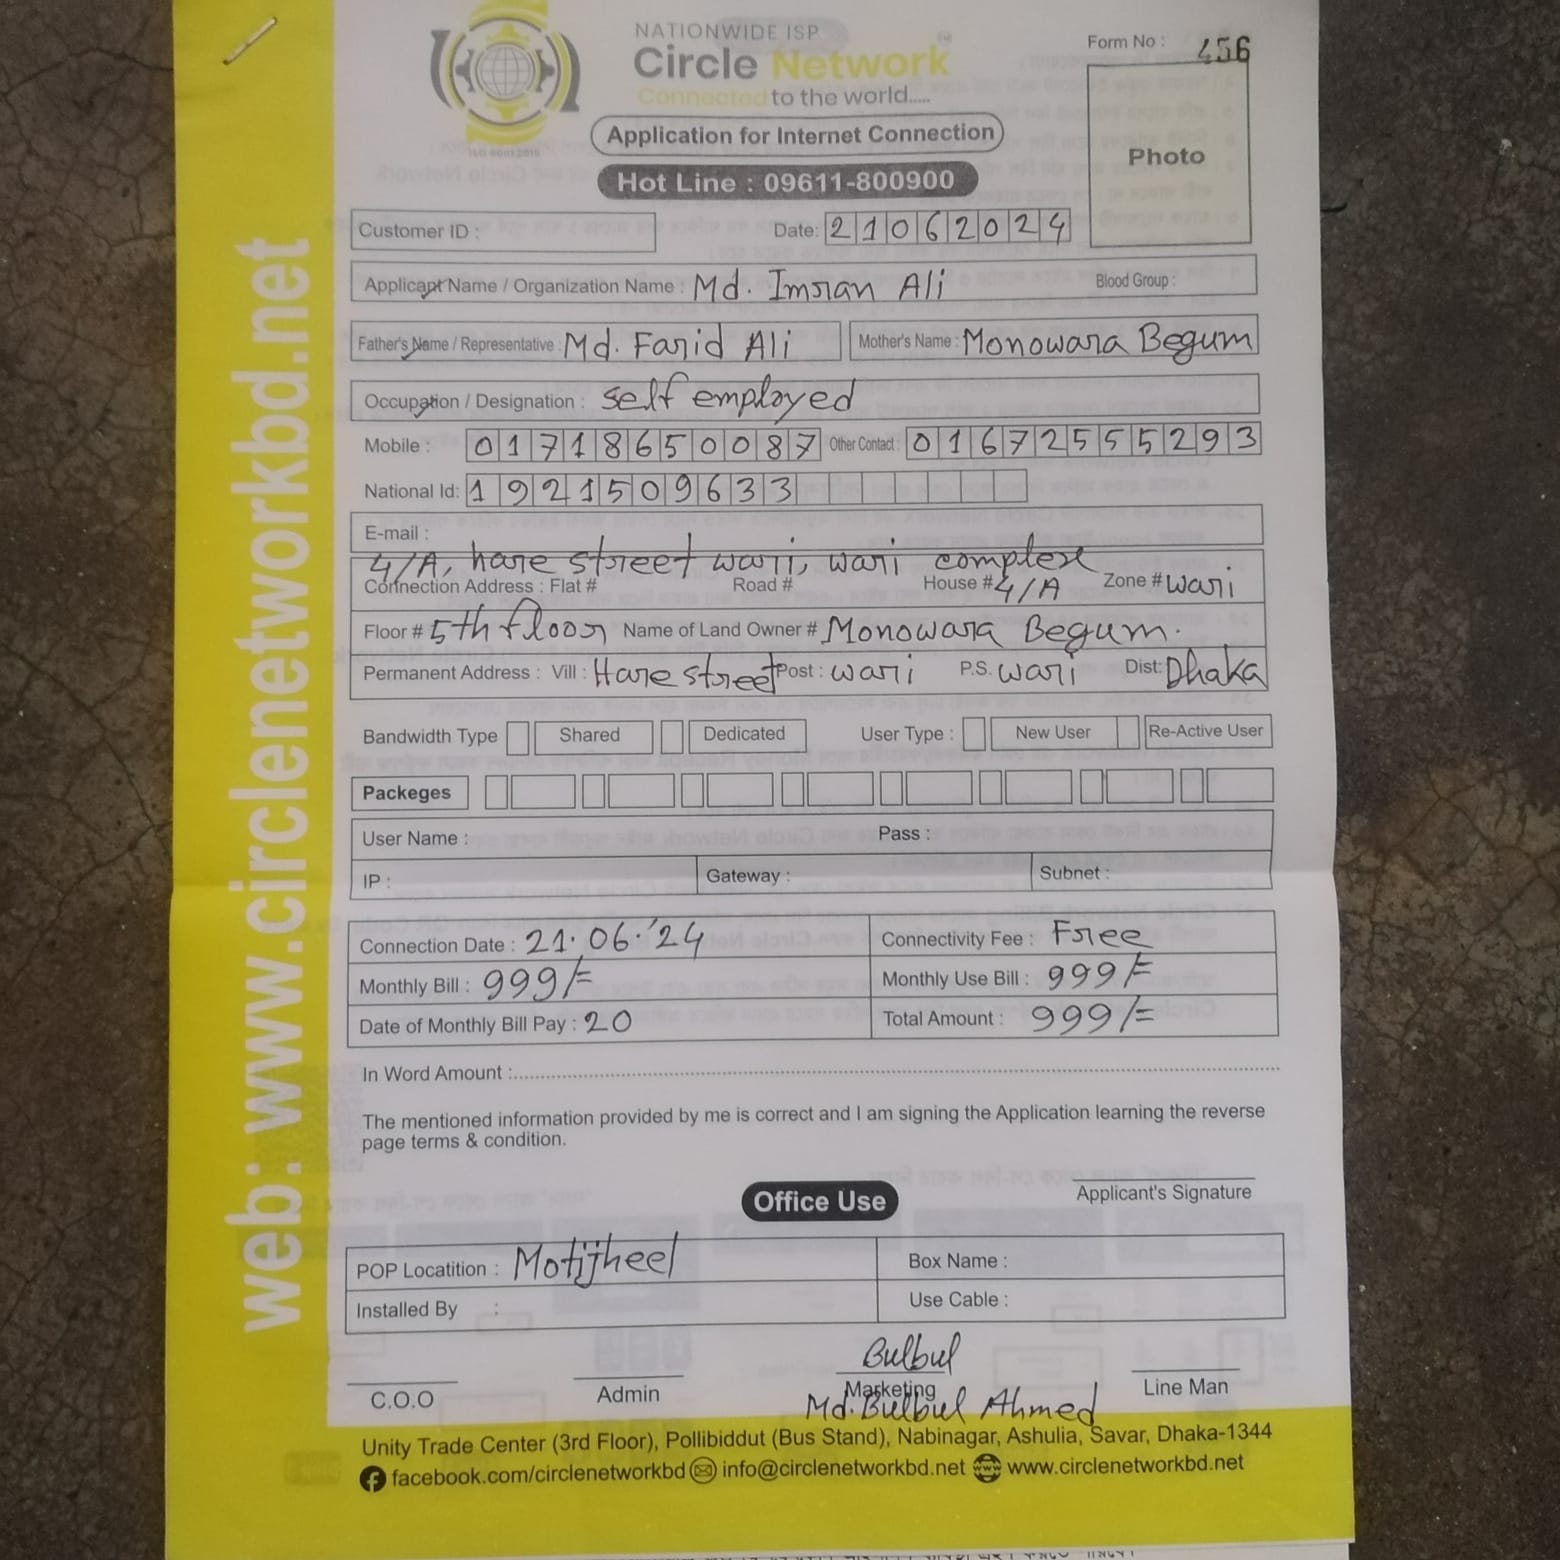 NATIONWIDE ISP
Circle Network
Connected to the world.....
Form No : 456
Application for Internet Connection
Photo
Hot Line : 09611-800900
ISO 9001:2015
Customer ID :
Date: 21062024
Applicant Name / Organization Name : Md. Imran Ali Blood Group :
Father's Name / Representative : Md. Farid Ali Mother's Name : Monowara Begum
Occupation / Designation : self employed
Mobile : 01718650087 Other Contact : 01672555293
National Id: 1921509633
E-mail :
4/A, hare street wari, wari complex
Connection Address : Flat # Road # House # 4/A Zone # wari
Floor # 5th floor Name of Land Owner # Monowara Begum.
Permanent Address : Vill : Hare street Post : wari P.S. wari Dist: Dhaka
Bandwidth Type Shared Dedicated User Type : New User Re-Active User
Packeges
User Name : Pass :
IP : Gateway : Subnet :
Connection Date : 21.06.'24 Connectivity Fee : Free
Monthly Bill : 999/= Monthly Use Bill : 999/=
Date of Monthly Bill Pay : 20 Total Amount : 999/=
In Word Amount :
The mentioned information provided by me is correct and I am signing the Application learning the reverse
page terms & condition.
Applicant's Signature
Office Use
POP Locatition : Motijheel Box Name :
Installed By : Use Cable :
Bulbul
C.O.O Admin Marketing Line Man
Md. Bulbul Ahmed
Unity Trade Center (3rd Floor), Pollibiddut (Bus Stand), Nabinagar, Ashulia, Savar, Dhaka-1344
facebook.com/circlenetworkbd info@circlenetworkbd.net www.circlenetworkbd.net
web: www.circlenetworkbd.net